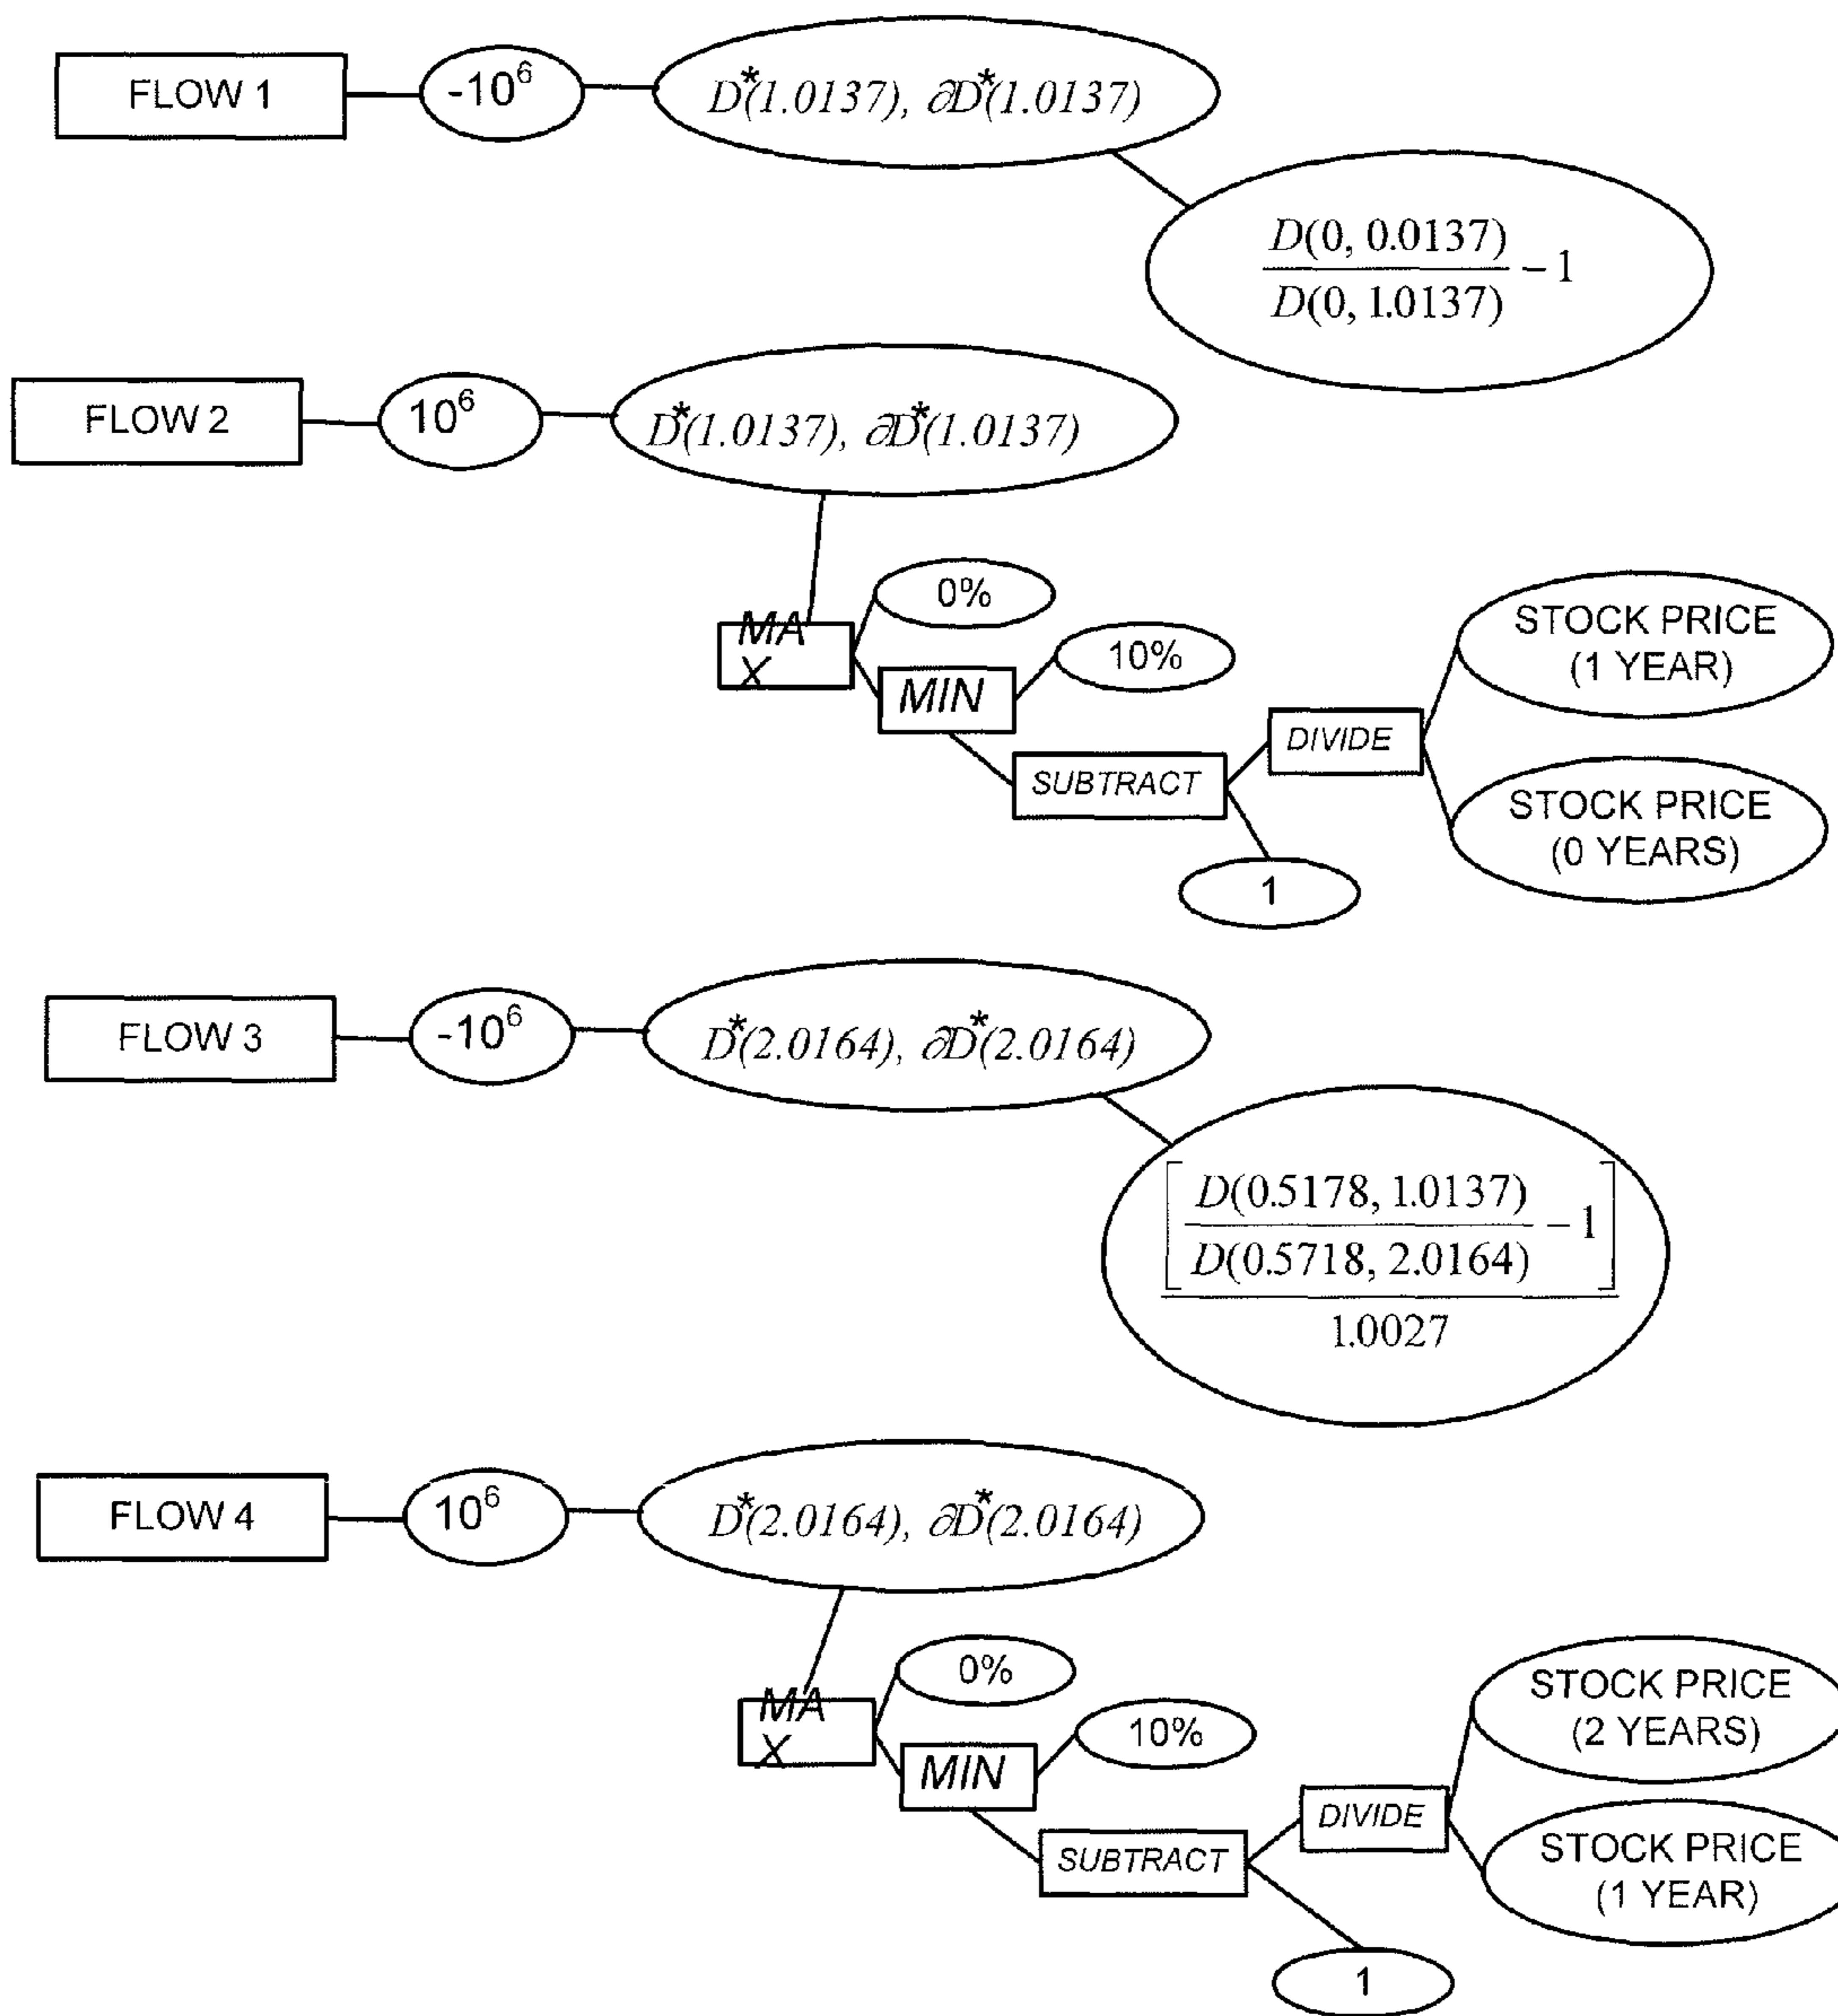 FLOW 1
-10⁶
D*(1.0137), ∂D*(1.0137)
D(0, 0.0137)
D(0, 1.0137)
− 1
FLOW 2
10⁶
D*(1.0137), ∂D*(1.0137)
MA
X
0%
MIN
10%
SUBTRACT
DIVIDE
STOCK PRICE
(1 YEAR)
STOCK PRICE
(0 YEARS)
1
FLOW 3
-10⁶
D*(2.0164), ∂D*(2.0164)
[D(0.5178, 1.0137)
D(0.5718, 2.0164)
− 1]
1.0027
FLOW 4
10⁶
D*(2.0164), ∂D*(2.0164)
MA
X
0%
MIN
10%
SUBTRACT
DIVIDE
STOCK PRICE
(2 YEARS)
STOCK PRICE
(1 YEAR)
1